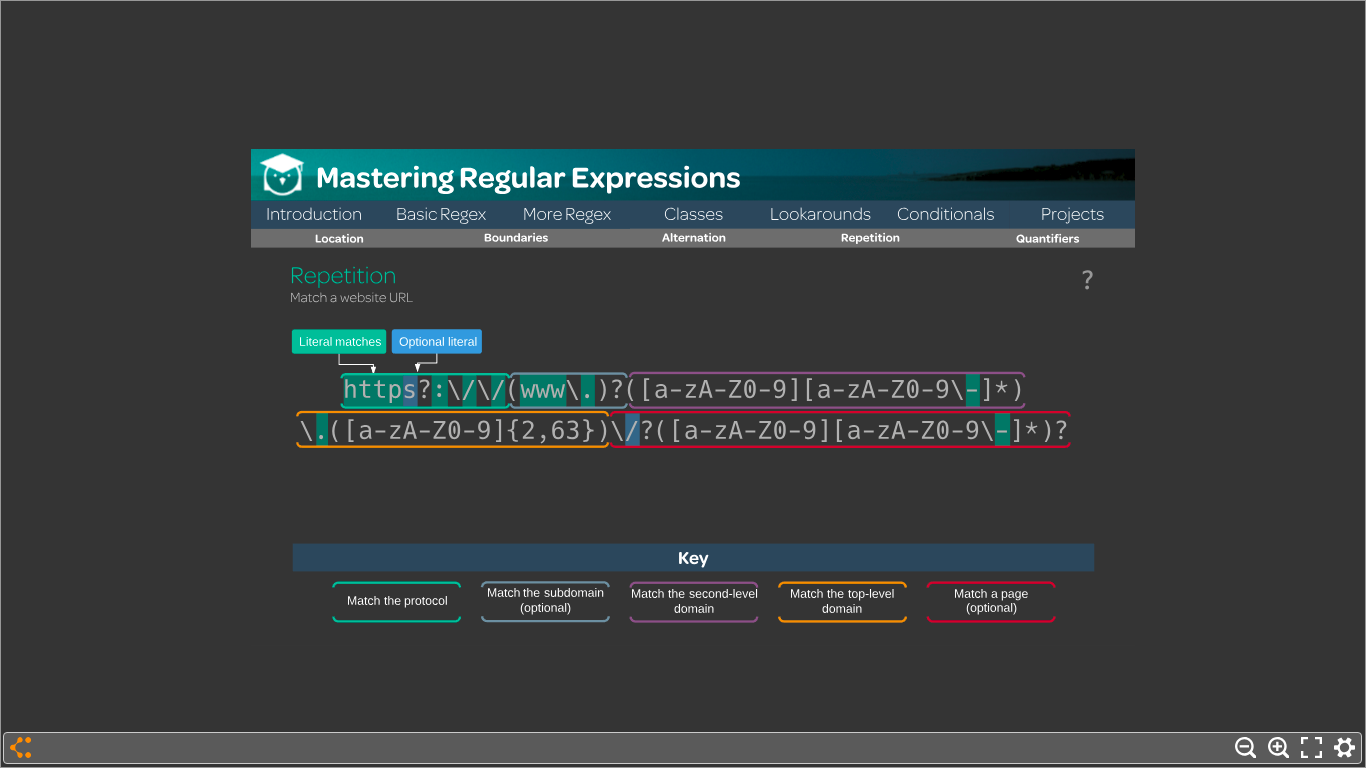 Mastering Regular Expressions
Introduction Basic Regex More Regex Classes Lookarounds Conditionals Projects
Location Boundaries Alternation Repetition Quantifiers
Repetition
?
Match a website URL
Literal matches Optional literal
https?:\/\/(www\.)?([a-zA-Z0-9][a-zA-Z0-9\-]*)
\.([a-zA-Z0-9]{2,63})\/?([a-zA-Z0-9][a-zA-Z0-9\-]*)?
Key
Match the protocol
Match the subdomain
(optional)
Match the second-level
domain
Match the top-level
domain
Match a page
(optional)